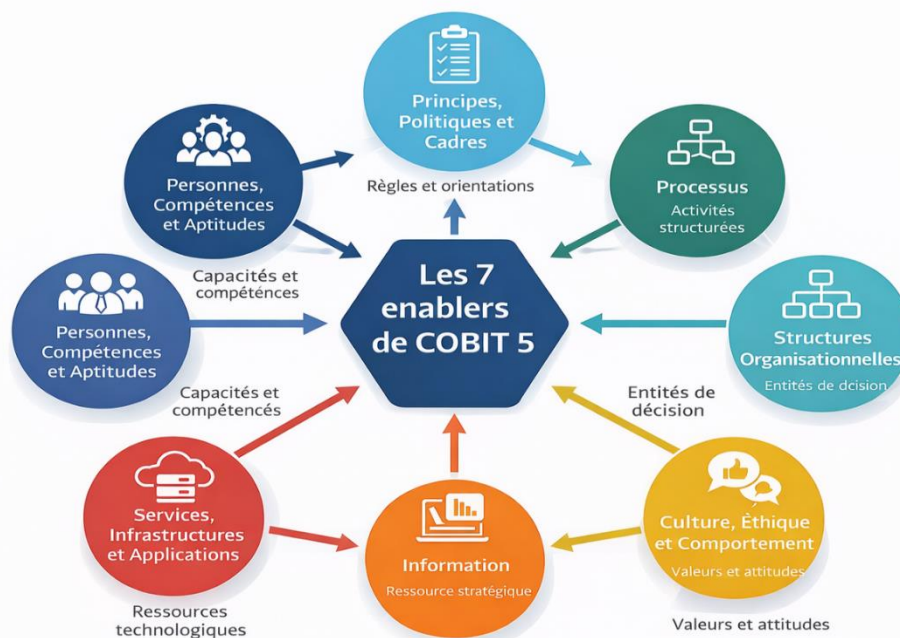 Principes,
Politiques et
Cadres
Règles et orientations
Personnes,
Compétences
et Aptitudes
Capacités et
compéténces
Processus
Activités
structurées
Les 7
enablers
de COBIT 5
Personnes,
Compétences
et Aptitudes
Capacités et
compétencés
Structures
Organisationnelles
Entités de dcision
Entités de
décision
Services,
Infrastructures
et Applications
Ressources
technologiques
Information
Ressource stratégique
Culture, Éthique
et Comportement
Valeurs et attitudes
Valeurs et attitudes